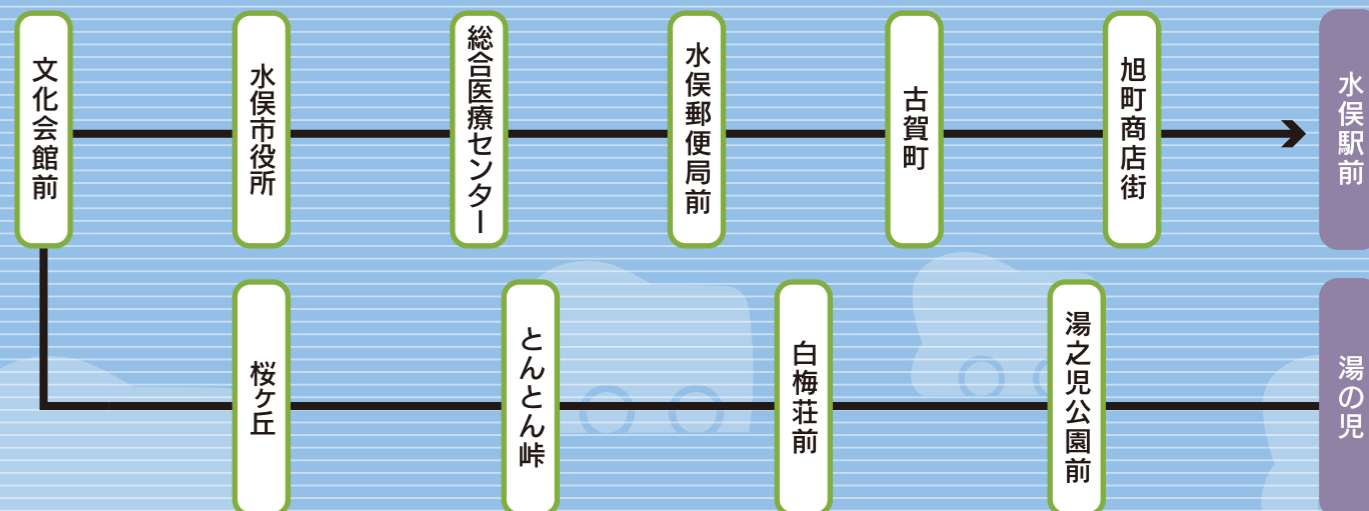 文化会館前
水俣市役所
総合医療センター
水俣郵便局前
古賀町
旭町商店街
水俣駅前
桜ヶ丘
とんとん峠
白梅荘前
湯之児公園前
湯の児